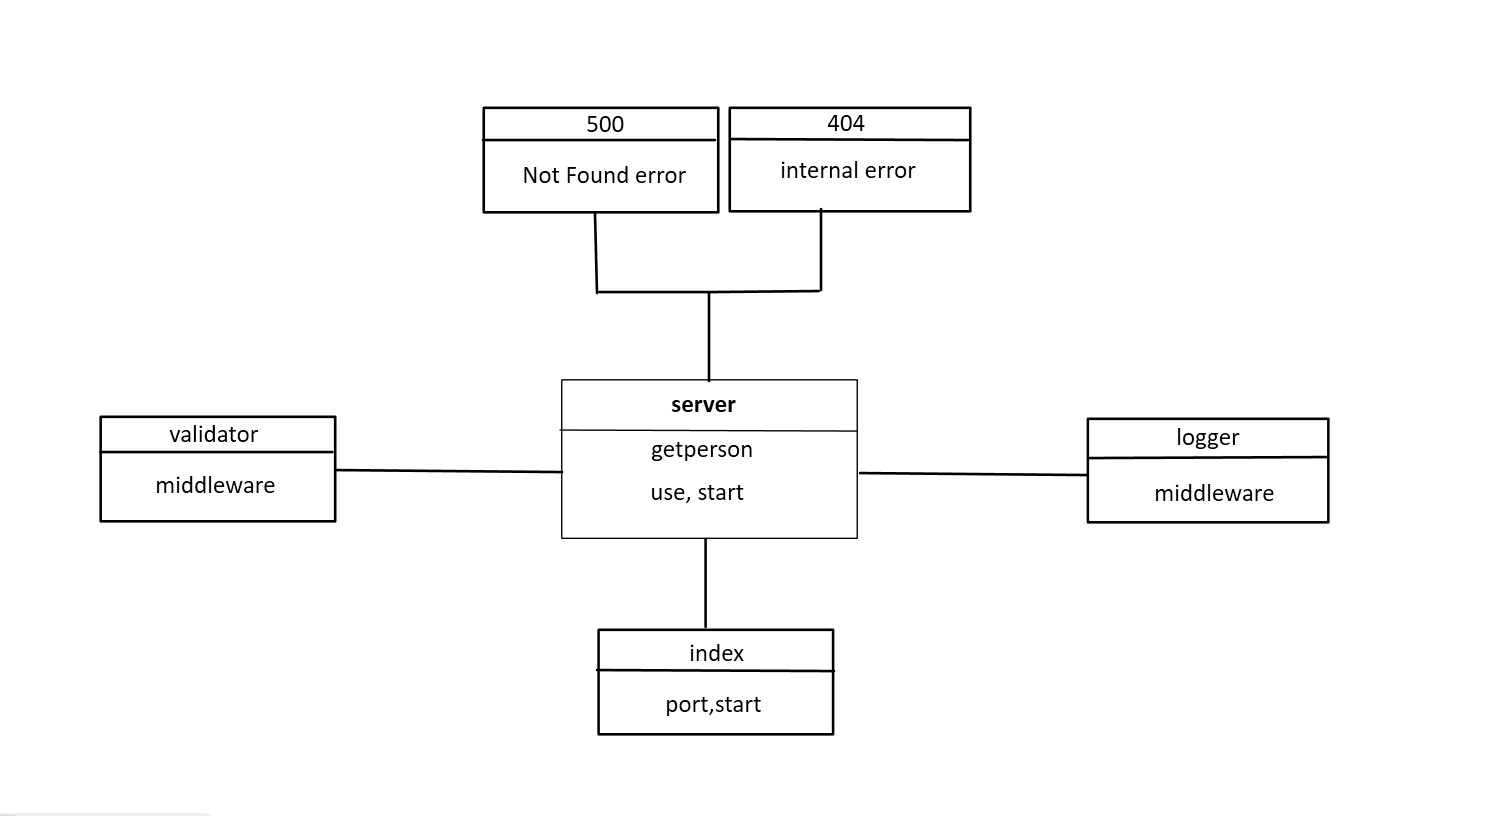 500
Not Found error
404
internal error
server
getperson
use, start
validator
middleware
logger
middleware
index
port,start